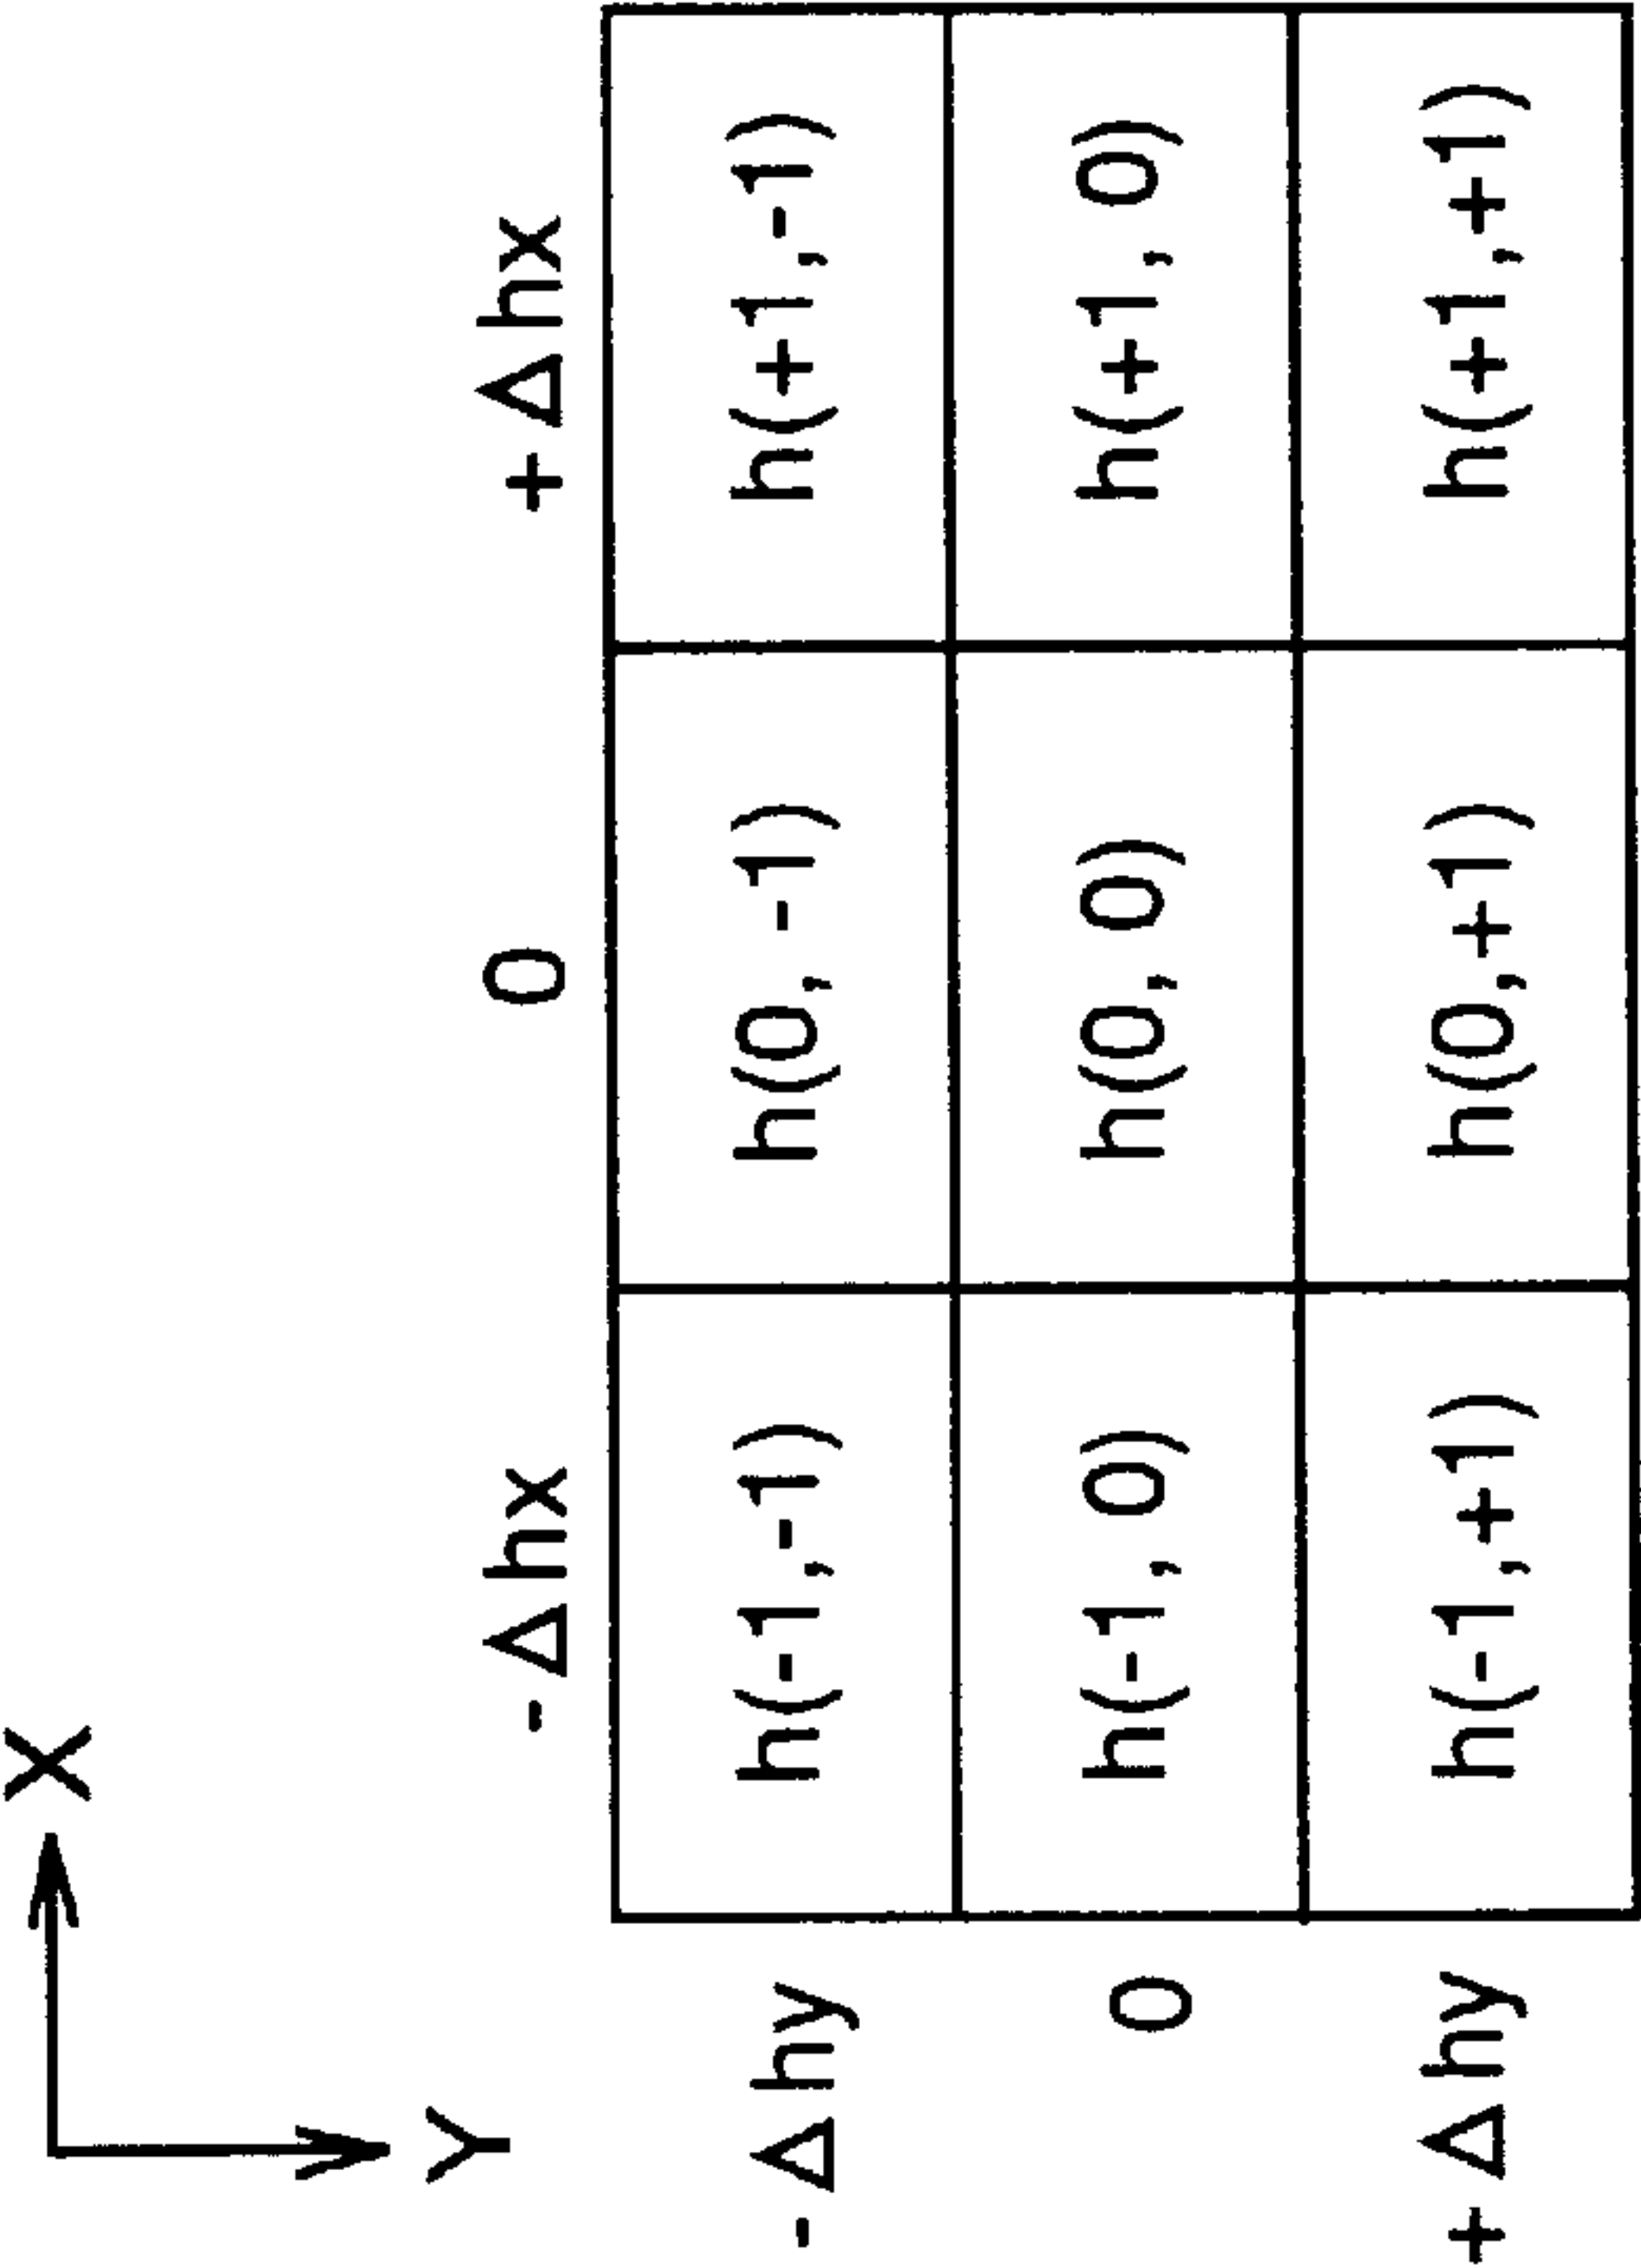 X
Y
-Δhx 0 +Δhx
-Δhy h(-1,-1) h(0,-1) h(+1,-1)
0 h(-1,0) h(0,0) h(+1,0)
+Δhy h(-1,+1) h(0,+1) h(+1,+1)